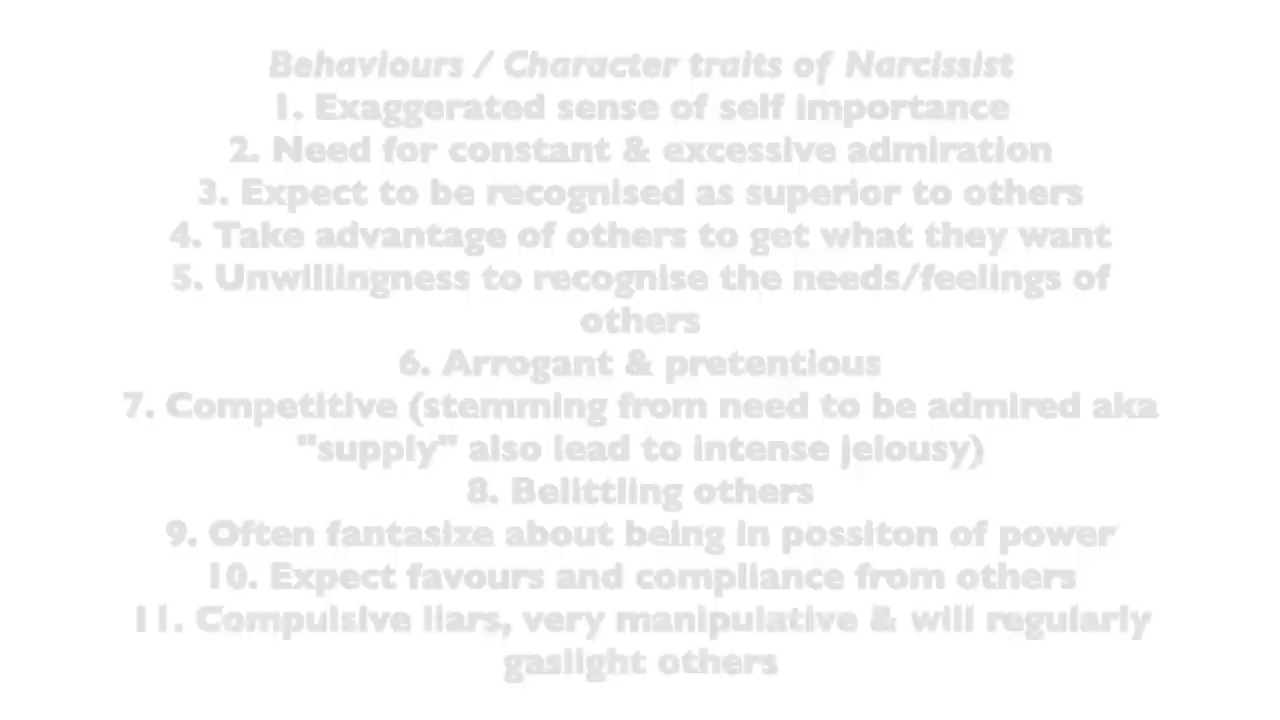 Behaviours / Character traits of Narcissist
1. Exaggerated sense of self importance
2. Need for constant & excessive admiration
3. Expect to be recognised as superior to others
4. Take advantage of others to get what they want
5. Unwillingness to recognise the needs/feelings of
others
6. Arrogant & pretentious
7. Competitive (stemming from need to be admired aka
"supply" also lead to intense jelousy)
8. Belittling others
9. Often fantasize about being in possiton of power
10. Expect favours and compliance from others
11. Compulsive liars, very manipulative & will regularly
gaslight others